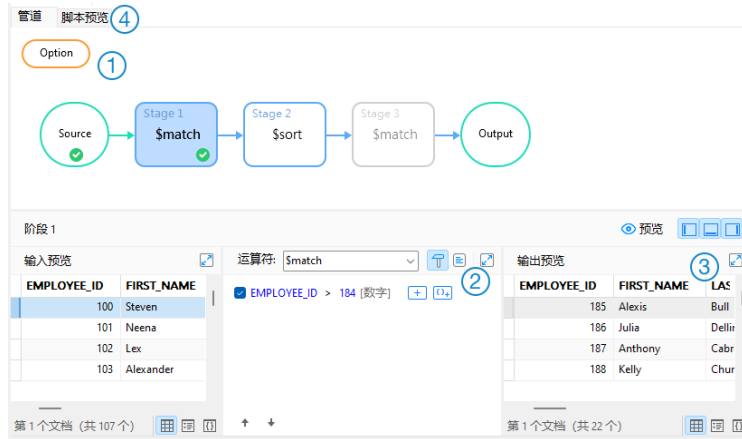 管道 脚本预览 4
Option
1
Stage 1 Stage 2 Stage 3
Source $match $sort $match Output
阶段 1 预览
输入预览 运算符: $match 输出预览
2 3
EMPLOYEE_ID FIRST_NAME
100 Steven
101 Neena
102 Lex
103 Alexander
EMPLOYEE_ID > 184 [数字]
EMPLOYEE_ID FIRST_NAME LAS
185 Alexis Bull
186 Julia Dellir
187 Anthony Cabr
188 Kelly Chur
第 1 个文档 (共 107 个) 第 1 个文档 (共 22 个)